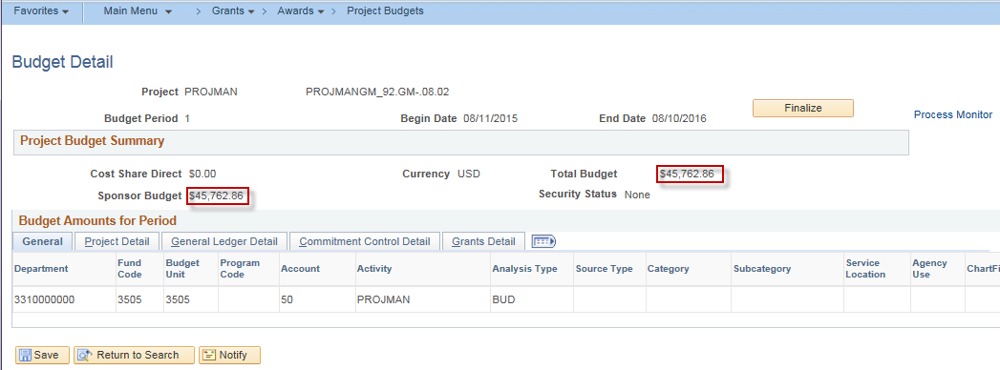 Favorites Main Menu > Grants > Awards > Project Budgets
Budget Detail
Project PROJMAN PROJMANGM_92.GM-.08.02
Finalize
Budget Period 1 Begin Date 08/11/2015 End Date 08/10/2016 Process Monitor
Project Budget Summary
Cost Share Direct $0.00 Currency USD Total Budget $45,762.86
Sponsor Budget $45,762.86 Security Status None
Budget Amounts for Period
General Project Detail General Ledger Detail Commitment Control Detail Grants Detail
Department Fund Code Budget Unit Program Code Account Activity Analysis Type Source Type Category Subcategory Service Location Agency Use ChartFi
3310000000 3505 3505 50 PROJMAN BUD
Save Return to Search Notify